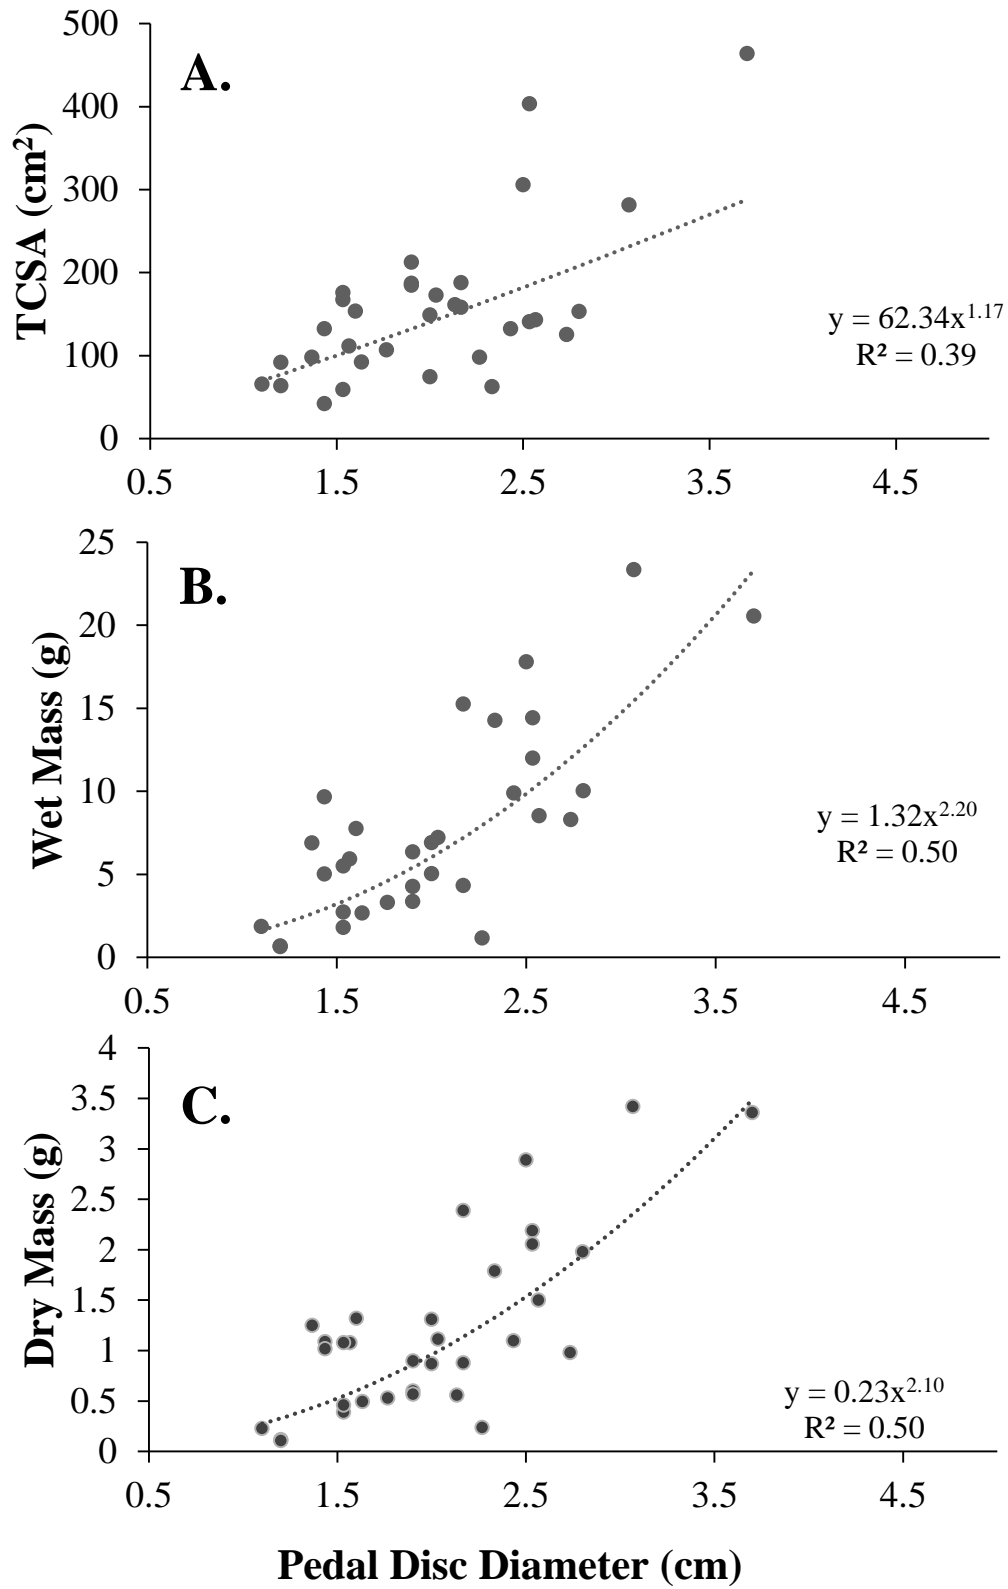 500
400
300
200
100
0
TCSA (cm²)
A.
y = 62.34x^1.17
R² = 0.39
0.5 1.5 2.5 3.5 4.5
25
20
15
10
5
0
Wet Mass (g)
B.
y = 1.32x^2.20
R² = 0.50
0.5 1.5 2.5 3.5 4.5
4
3.5
3
2.5
2
1.5
1
0.5
0
Dry Mass (g)
C.
y = 0.23x^2.10
R² = 0.50
0.5 1.5 2.5 3.5 4.5
Pedal Disc Diameter (cm)